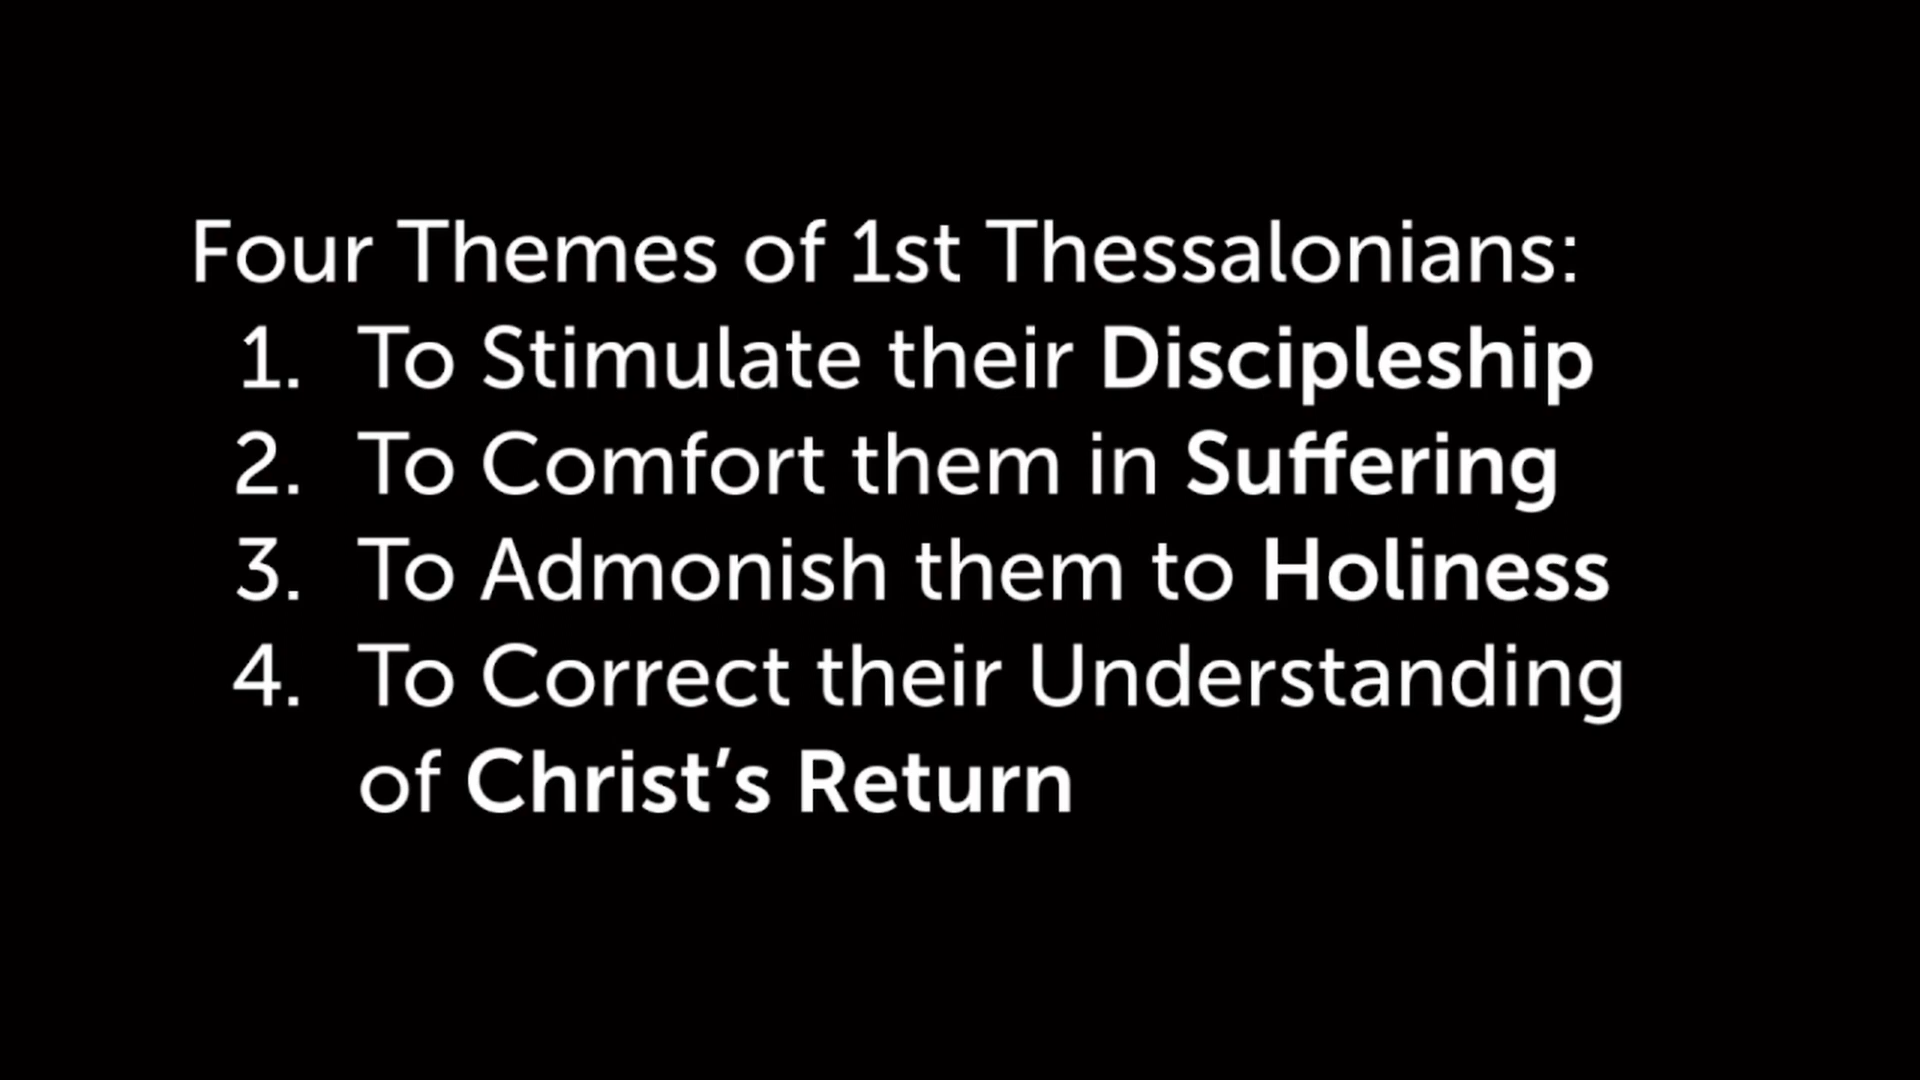 Four Themes of 1st Thessalonians:
1. To Stimulate their Discipleship
2. To Comfort them in Suffering
3. To Admonish them to Holiness
4. To Correct their Understanding
of Christ’s Return